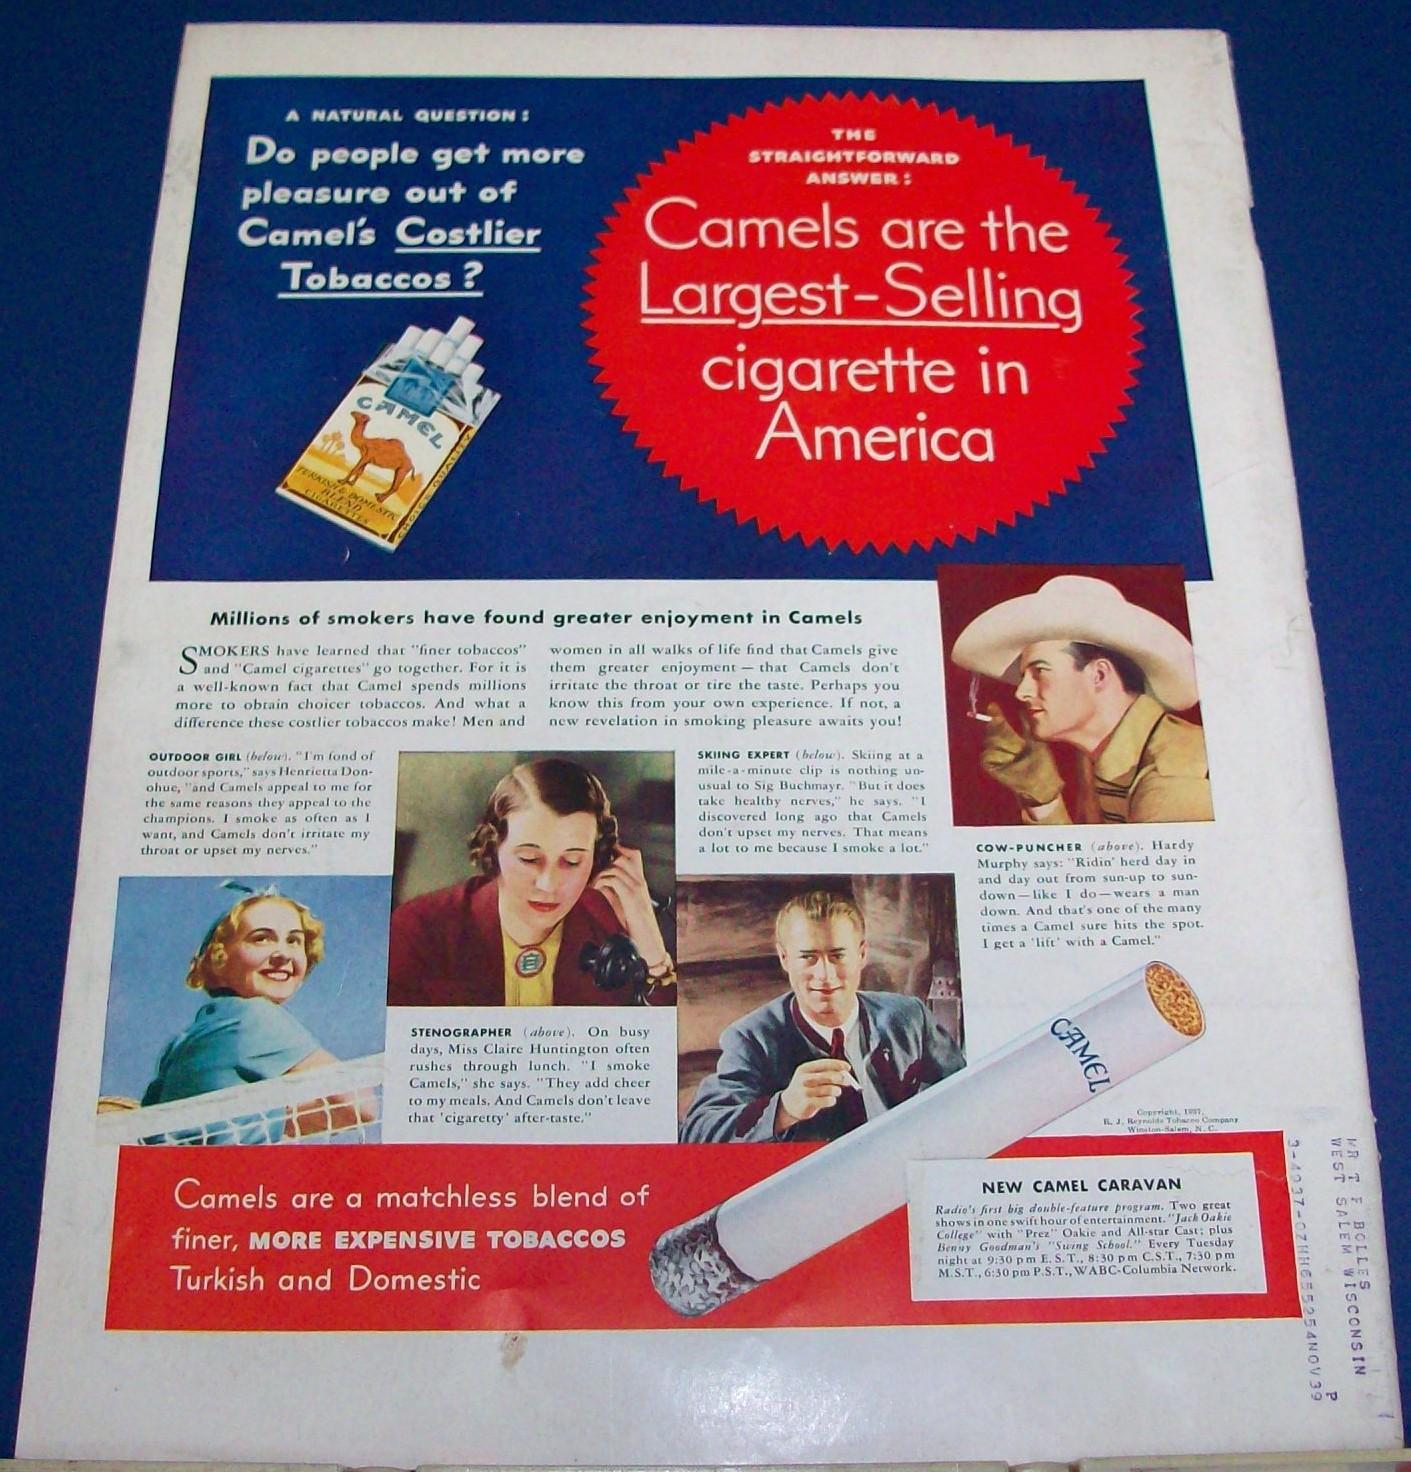 A NATURAL QUESTION:
Do people get more
pleasure out of
Camel's Costlier
Tobaccos?
THE
STRAIGHTFORWARD
ANSWER:
Camels are the
Largest-Selling
cigarette in
America
CAMEL
TURKISH & DOMESTIC
BLEND
CIGARETTES
CHOICE QUALITY
Millions of smokers have found greater enjoyment in Camels
SMOKERS have learned that "finer tobaccos"
and "Camel cigarettes" go together. For it is
a well-known fact that Camel spends millions
more to obtain choicer tobaccos. And what a
difference these costlier tobaccos make! Men and
women in all walks of life find that Camels give
them greater enjoyment — that Camels don't
irritate the throat or tire the taste. Perhaps you
know this from your own experience. If not, a
new revelation in smoking pleasure awaits you!
OUTDOOR GIRL (below). "I'm fond of
outdoor sports," says Henrietta Don-
ohue, "and Camels appeal to me for
the same reasons they appeal to the
champions. I smoke as often as I
want, and Camels don't irritate my
throat or upset my nerves."
STENOGRAPHER (above). On busy
days, Miss Claire Huntington often
rushes through lunch. "I smoke
Camels," she says. "They add cheer
to my meals. And Camels don't leave
that 'cigaretty' after-taste."
SKIING EXPERT (below). Skiing at a
mile-a-minute clip is nothing un-
usual to Sig Buchmayr. "But it does
take healthy nerves," he says. "I
discovered long ago that Camels
don't upset my nerves. That means
a lot to me because I smoke a lot."
COW-PUNCHER (above). Hardy
Murphy says: "Ridin' herd day in
and day out from sun-up to sun-
down—like I do—wears a man
down. And that's one of the many
times a Camel sure hits the spot.
I get a 'lift' with a Camel."
CAMEL
Copyright, 1937,
R. J. Reynolds Tobacco Company
Winston-Salem, N. C.
Camels are a matchless blend of
finer, MORE EXPENSIVE TOBACCOS
Turkish and Domestic
NEW CAMEL CARAVAN
Radio's first big double-feature program. Two great
shows in one swift hour of entertainment. "Jack Oakie
College" with "Prez" Oakie and All-star Cast; plus
Benny Goodman's "Swing School." Every Tuesday
night at 9:30 pm E.S.T., 8:30 pm C.S.T., 7:30 pm
M.S.T., 6:30 pm P.S.T., WABC-Columbia Network.
MR T F BOLLES
WEST SALEM WISCONSIN
P